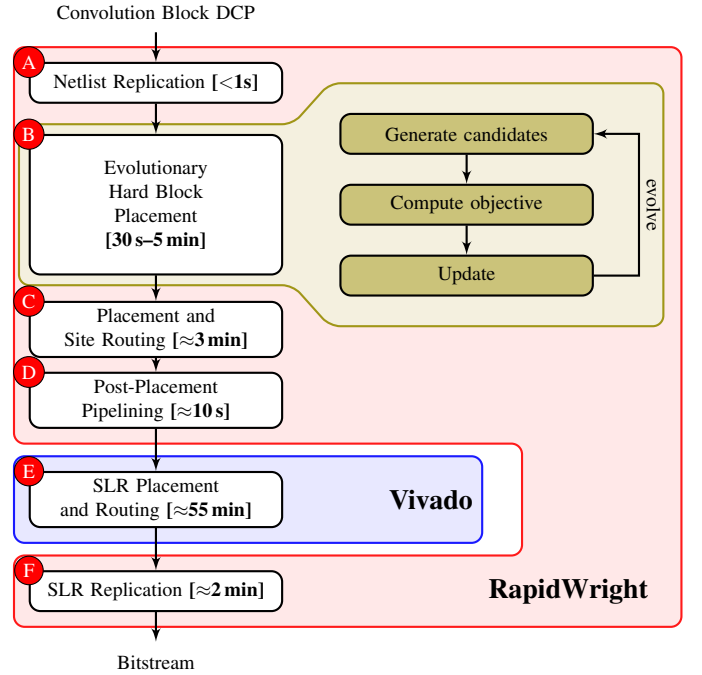 Convolution Block DCP
A
Netlist Replication [<1s]
B
Evolutionary
Hard Block
Placement
[30 s–5 min]
Generate candidates
Compute objective
Update
evolve
C
Placement and
Site Routing [≈3 min]
D
Post-Placement
Pipelining [≈10 s]
E
SLR Placement
and Routing [≈55 min]
Vivado
F
SLR Replication [≈2 min]
RapidWright
Bitstream